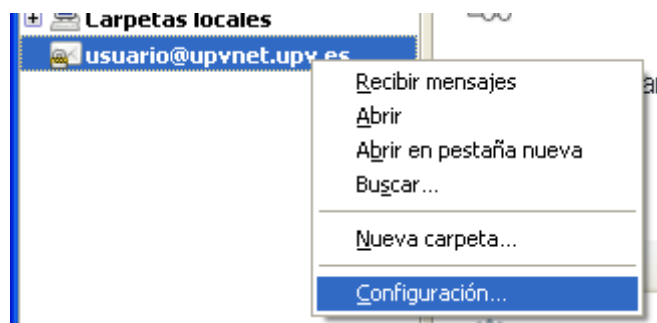 Carpetas locales
usuario@upvnet.upv.es
Recibir mensajes
Abrir
Abrir en pestaña nueva
Buscar...
Nueva carpeta...
Configuración...